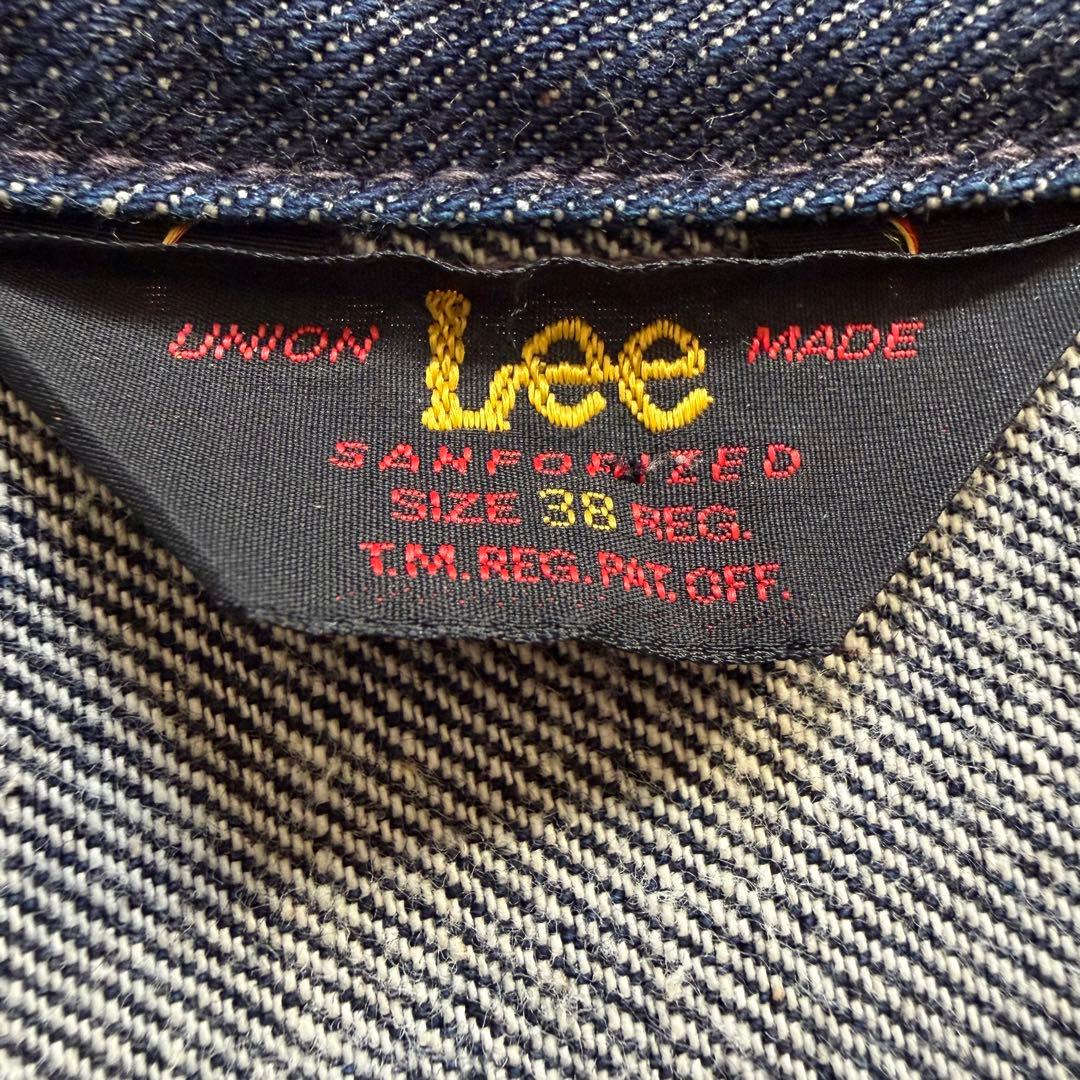 UNION Lee MADE
SANFORIZED
SIZE 38 REG.
T.M. REG. PAT. OFF.